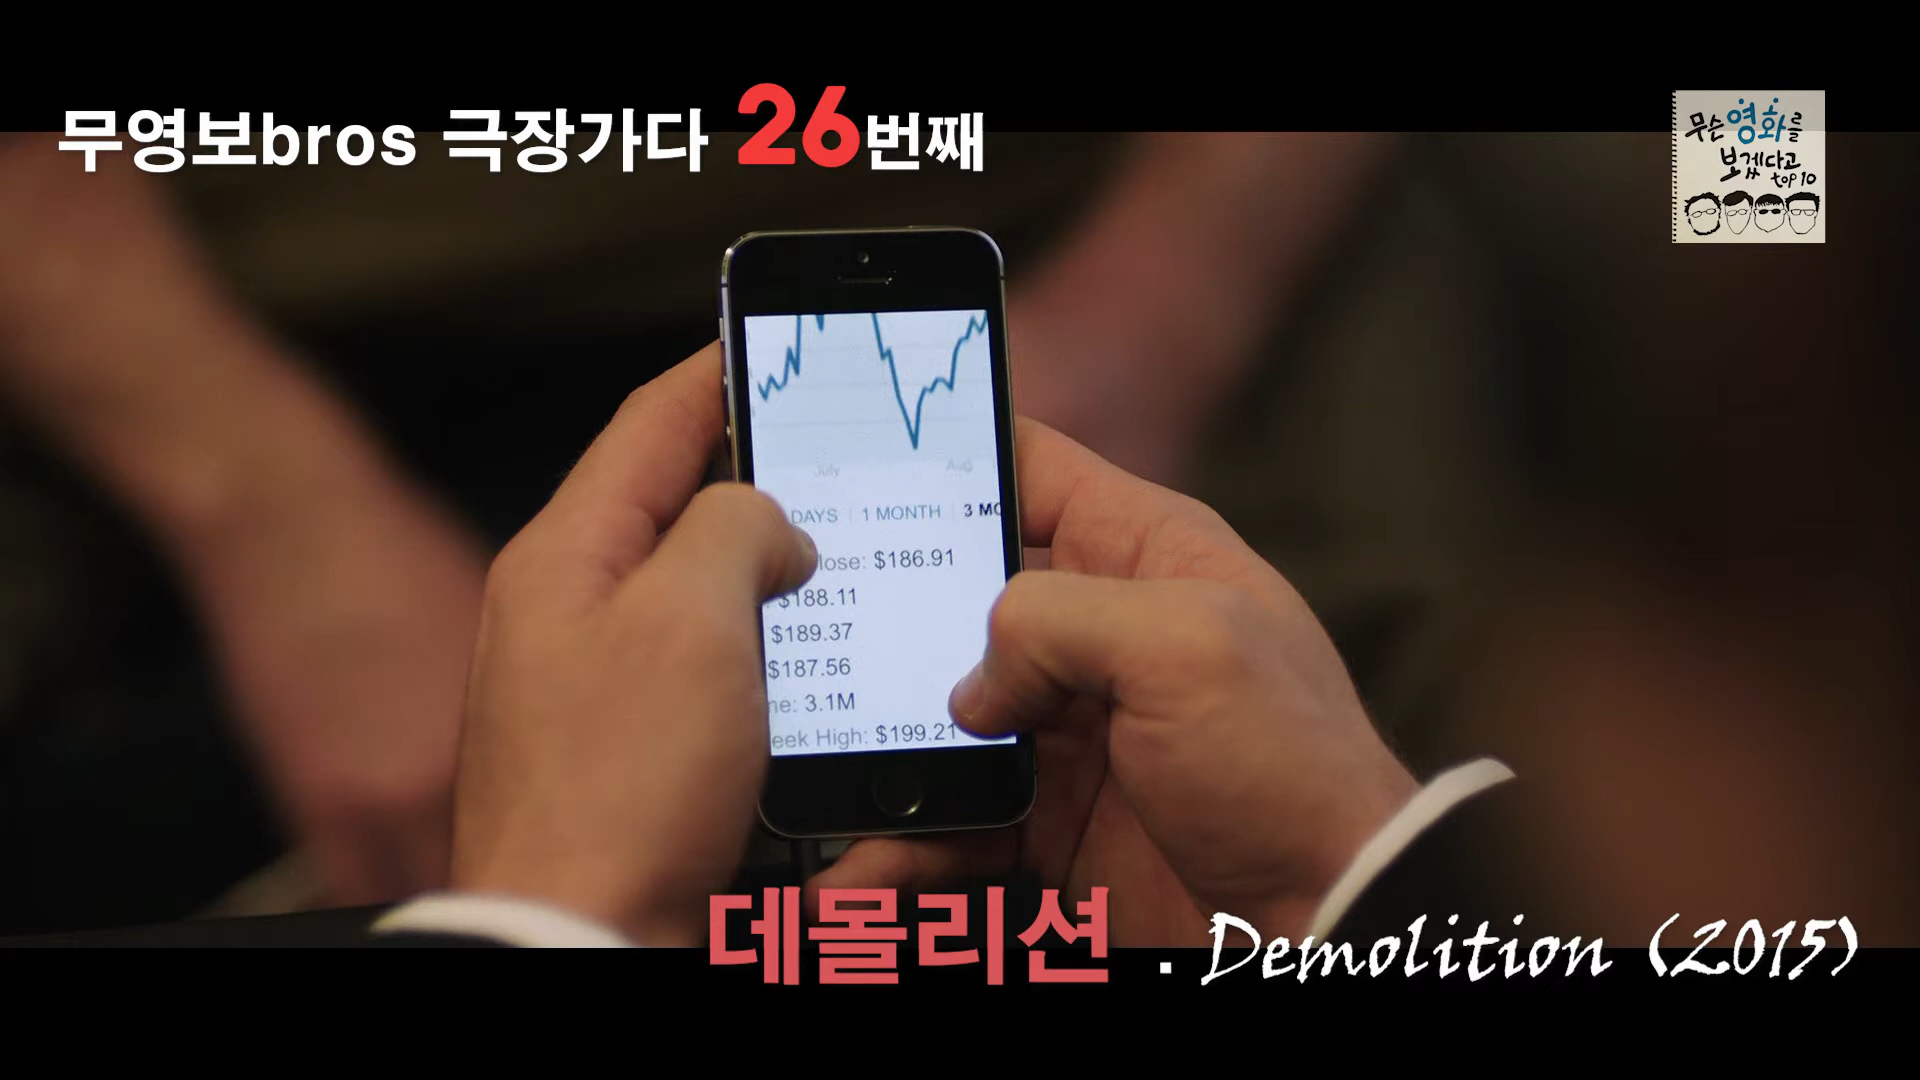 무영보bros 극장가다 26번째
무슨 영화를
보겠다고
top 10
July Aug
DAYS 1 MONTH 3 MO
lose: $186.91
$188.11
$189.37
$187.56
me: 3.1M
eek High: $199.21
데몰리션 . Demolition (2015)